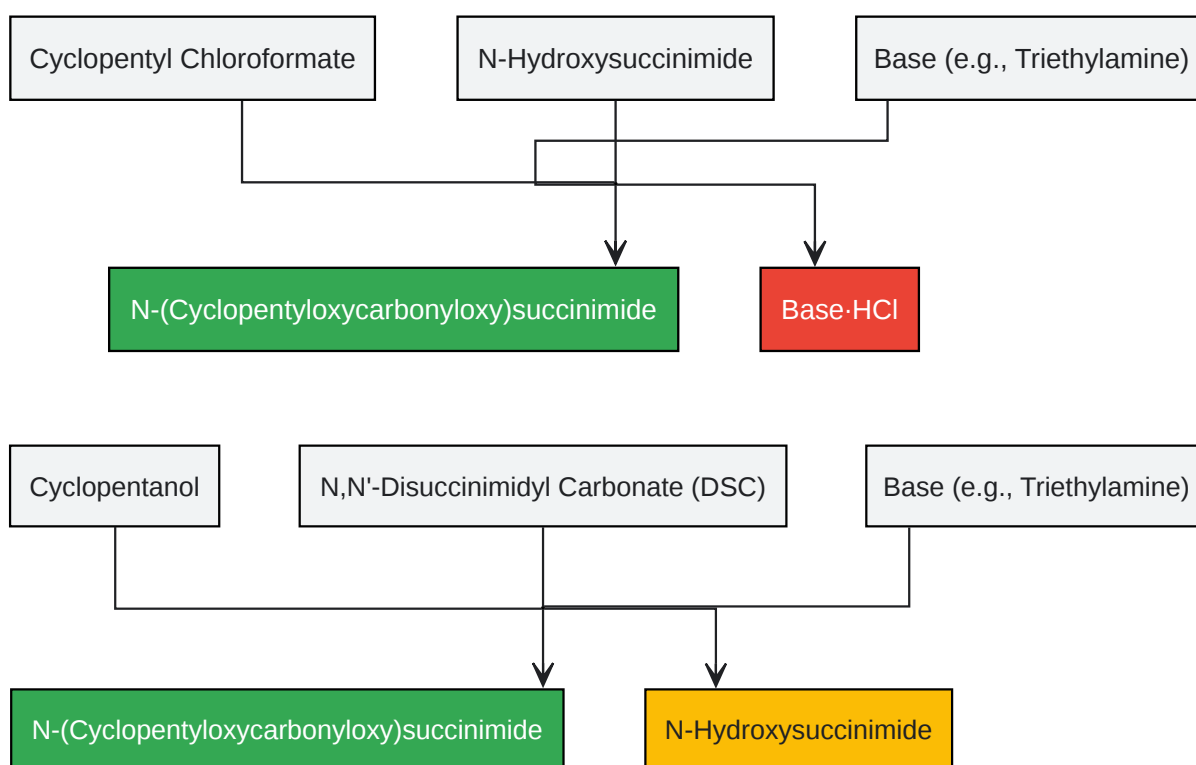 Cyclopentyl Chloroformate
N-Hydroxysuccinimide
Base (e.g., Triethylamine)
N-(Cyclopentyloxycarbonyloxy)succinimide
Base·HCl
Cyclopentanol
N,N'-Disuccinimidyl Carbonate (DSC)
Base (e.g., Triethylamine)
N-(Cyclopentyloxycarbonyloxy)succinimide
N-Hydroxysuccinimide